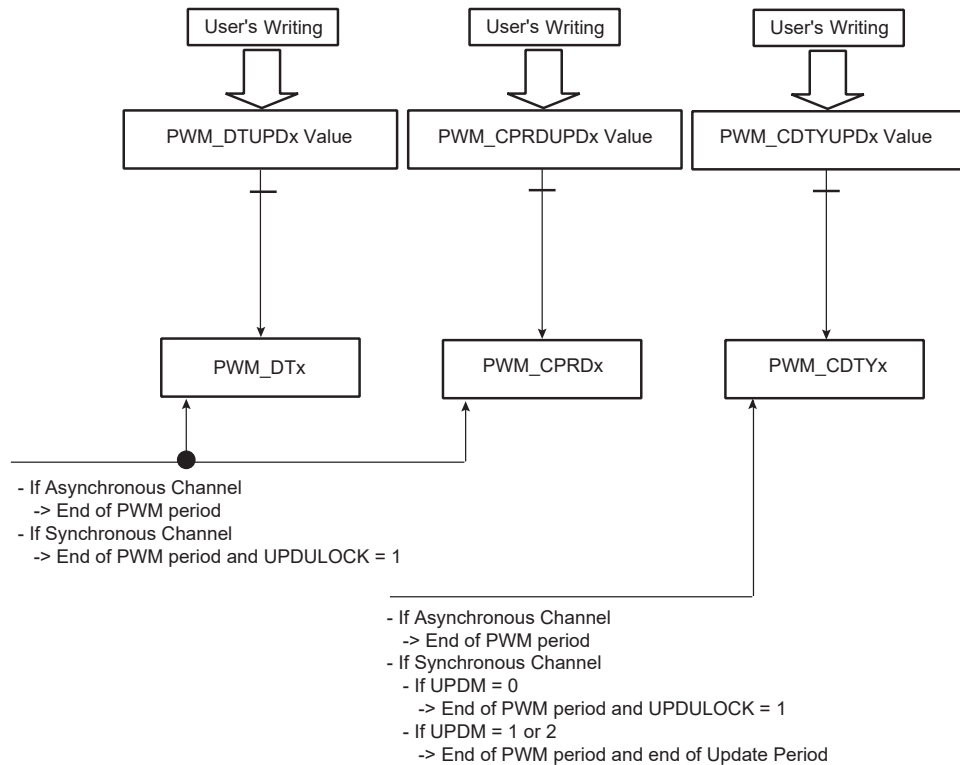 User's Writing
User's Writing
User's Writing
PWM_DTUPDx Value
PWM_CPRDUPDx Value
PWM_CDTYUPDx Value
PWM_DTx
PWM_CPRDx
PWM_CDTYx
- If Asynchronous Channel
-> End of PWM period
- If Synchronous Channel
-> End of PWM period and UPDULOCK = 1
- If Asynchronous Channel
-> End of PWM period
- If Synchronous Channel
- If UPDM = 0
-> End of PWM period and UPDULOCK = 1
- If UPDM = 1 or 2
-> End of PWM period and end of Update Period